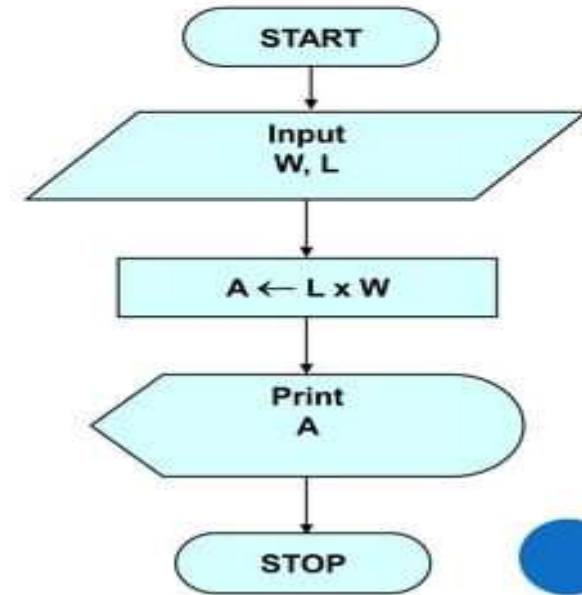 START
Input
W, L
A ← L x W
Print
A
STOP